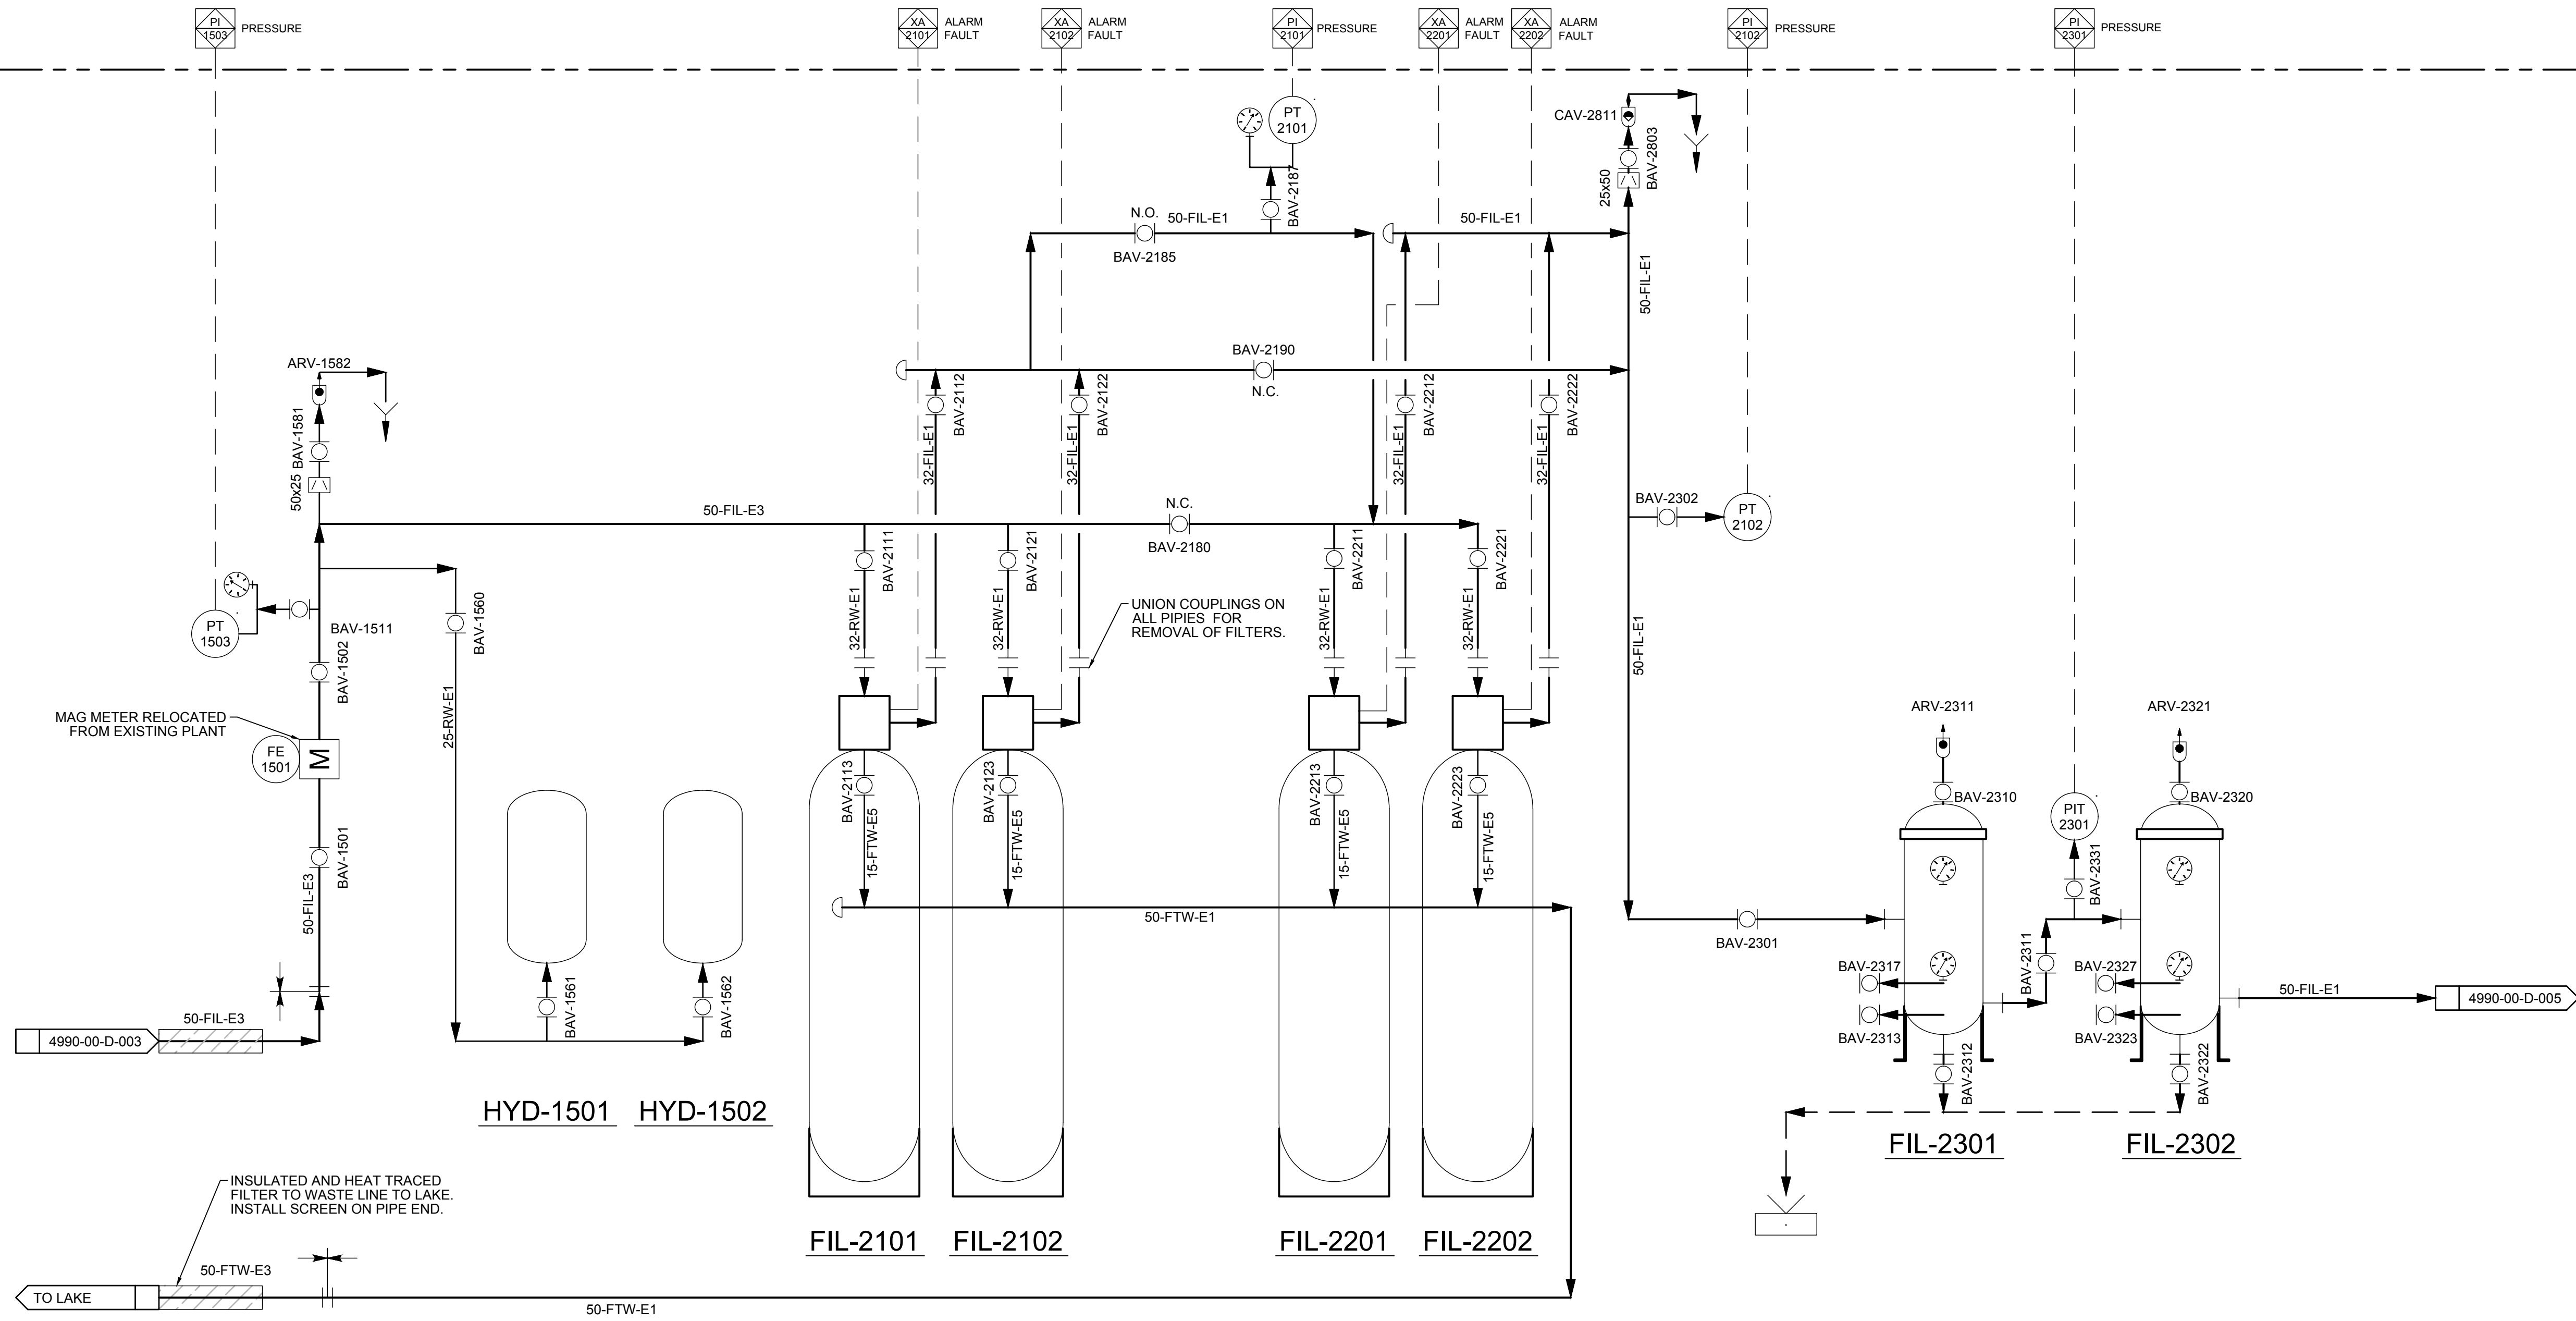 PI
1503
PRESSURE
XA
2101
ALARM
FAULT
XA
2102
ALARM
FAULT
PI
2101
PRESSURE
XA
2201
ALARM
FAULT
XA
2202
ALARM
FAULT
PI
2102
PRESSURE
PI
2301
PRESSURE
PT
2101
BAV-2187
CAV-2811
BAV-2803
25x50
N.O.
50-FIL-E1
BAV-2185
50-FIL-E1
50-FIL-E1
ARV-1582
BAV-1581
50x25
BAV-2190
N.C.
BAV-2112
BAV-2122
BAV-2212
BAV-2222
32-FIL-E1
32-FIL-E1
32-FIL-E1
32-FIL-E1
50-FIL-E3
N.C.
BAV-2180
BAV-2302
PT
2102
BAV-2111
BAV-2121
BAV-2211
BAV-2221
32-RW-E1
32-RW-E1
32-RW-E1
32-RW-E1
PT
1503
BAV-1511
BAV-1502
BAV-1560
25-RW-E1
UNION COUPLINGS ON
ALL PIPIES FOR
REMOVAL OF FILTERS.
50-FIL-E1
MAG METER RELOCATED
FROM EXISTING PLANT
FE
1501
M
BAV-1501
50-FIL-E3
BAV-2113
BAV-2123
BAV-2213
BAV-2223
15-FTW-E5
15-FTW-E5
15-FTW-E5
15-FTW-E5
50-FTW-E1
ARV-2311
ARV-2321
BAV-2310
BAV-2320
PIT
2301
BAV-2331
BAV-2301
BAV-2311
BAV-2317
BAV-2327
BAV-2313
BAV-2323
BAV-2312
BAV-2322
50-FIL-E1
4990-00-D-005
50-FIL-E3
4990-00-D-003
BAV-1561
BAV-1562
HYD-1501
HYD-1502
FIL-2301
FIL-2302
INSULATED AND HEAT TRACED
FILTER TO WASTE LINE TO LAKE.
INSTALL SCREEN ON PIPE END.
FIL-2101
FIL-2102
FIL-2201
FIL-2202
50-FTW-E3
TO LAKE
50-FTW-E1